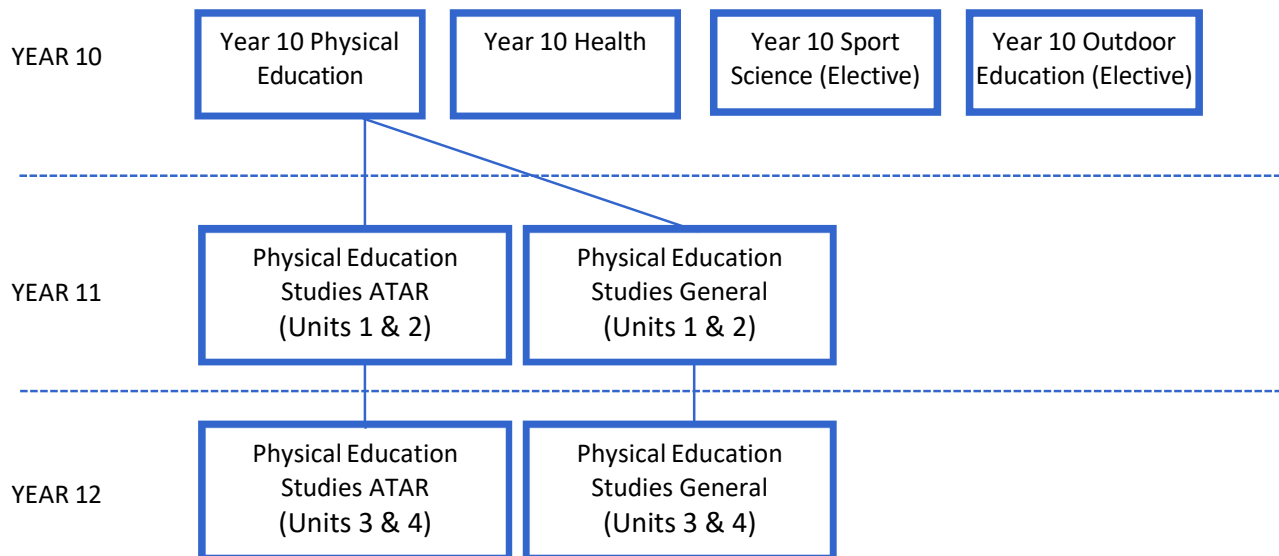 YEAR 10
Year 10 Physical
Education
Year 10 Health
Year 10 Sport
Science (Elective)
Year 10 Outdoor
Education (Elective)
YEAR 11
Physical Education
Studies ATAR
(Units 1 & 2)
Physical Education
Studies General
(Units 1 & 2)
YEAR 12
Physical Education
Studies ATAR
(Units 3 & 4)
Physical Education
Studies General
(Units 3 & 4)